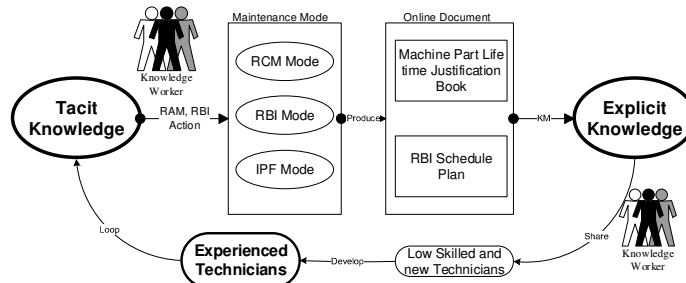 Maintenance Mode
Online Document
Knowledge
Worker
Tacit
Knowledge
RAM, RBI
Action
RCM Mode
RBI Mode
IPF Mode
Produce
Machine Part Life
time Justification
Book
RBI Schedule
Plan
KM
Explicit
Knowledge
Knowledge
Worker
Share
Low Skilled and
new Technicians
Develop
Experienced
Technicians
Loop